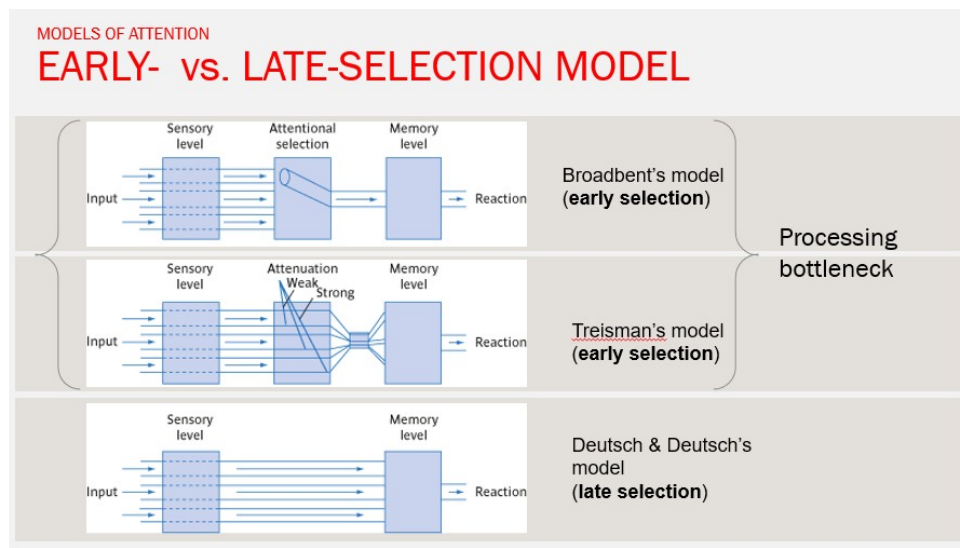 MODELS OF ATTENTION
EARLY- vs. LATE-SELECTION MODEL
Sensory level
Attentional selection
Memory level
Input
Reaction
Broadbent's model
(early selection)
Sensory level
Attenuation
Weak
Strong
Memory level
Input
Reaction
Treisman's model
(early selection)
Processing
bottleneck
Sensory level
Memory level
Input
Reaction
Deutsch & Deutsch's
model
(late selection)